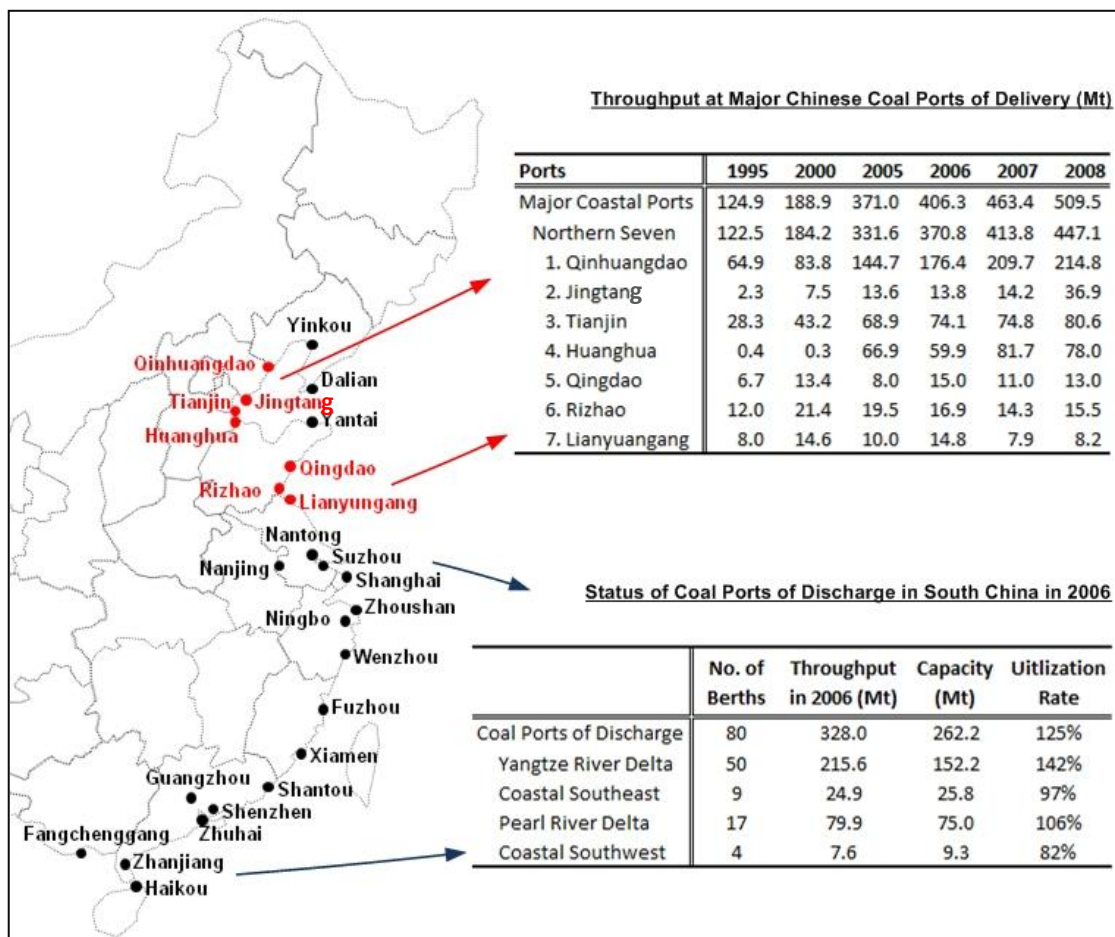 Throughput at Major Chinese Coal Ports of Delivery (Mt)
Ports 1995 2000 2005 2006 2007 2008
Major Coastal Ports 124.9 188.9 371.0 406.3 463.4 509.5
Northern Seven 122.5 184.2 331.6 370.8 413.8 447.1
1. Qinhuangdao 64.9 83.8 144.7 176.4 209.7 214.8
2. Jingtang 2.3 7.5 13.6 13.8 14.2 36.9
3. Tianjin 28.3 43.2 68.9 74.1 74.8 80.6
4. Huanghua 0.4 0.3 66.9 59.9 81.7 78.0
5. Qingdao 6.7 13.4 8.0 15.0 11.0 13.0
6. Rizhao 12.0 21.4 19.5 16.9 14.3 15.5
7. Lianyuangang 8.0 14.6 10.0 14.8 7.9 8.2
Yinkou
Qinhuangdao
Dalian
Tianjin
Jingtang
Yantai
Huanghua
Qingdao
Rizhao
Lianyungang
Nantong
Suzhou
Nanjing
Shanghai
Zhoushan
Ningbo
Wenzhou
Fuzhou
Xiamen
Guangzhou
Shantou
Shenzhen
Zhuhai
Fangchenggang
Zhanjiang
Haikou
Status of Coal Ports of Discharge in South China in 2006
No. of Throughput Capacity Uitlization
Berths in 2006 (Mt) (Mt) Rate
Coal Ports of Discharge 80 328.0 262.2 125%
Yangtze River Delta 50 215.6 152.2 142%
Coastal Southeast 9 24.9 25.8 97%
Pearl River Delta 17 79.9 75.0 106%
Coastal Southwest 4 7.6 9.3 82%